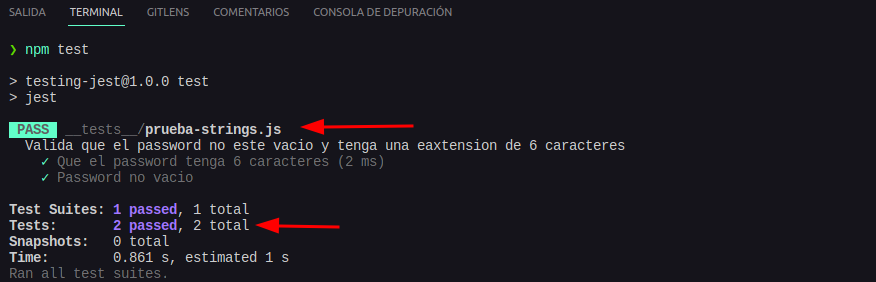 SALIDA TERMINAL GITLENS COMENTARIOS CONSOLA DE DEPURACIÓN
❯ npm test
> testing-jest@1.0.0 test
> jest
PASS __tests__/prueba-strings.js
Valida que el password no este vacio y tenga una eaxtension de 6 caracteres
✓ Que el password tenga 6 caracteres (2 ms)
✓ Password no vacio
Test Suites: 1 passed, 1 total
Tests: 2 passed, 2 total
Snapshots: 0 total
Time: 0.861 s, estimated 1 s
Ran all test suites.